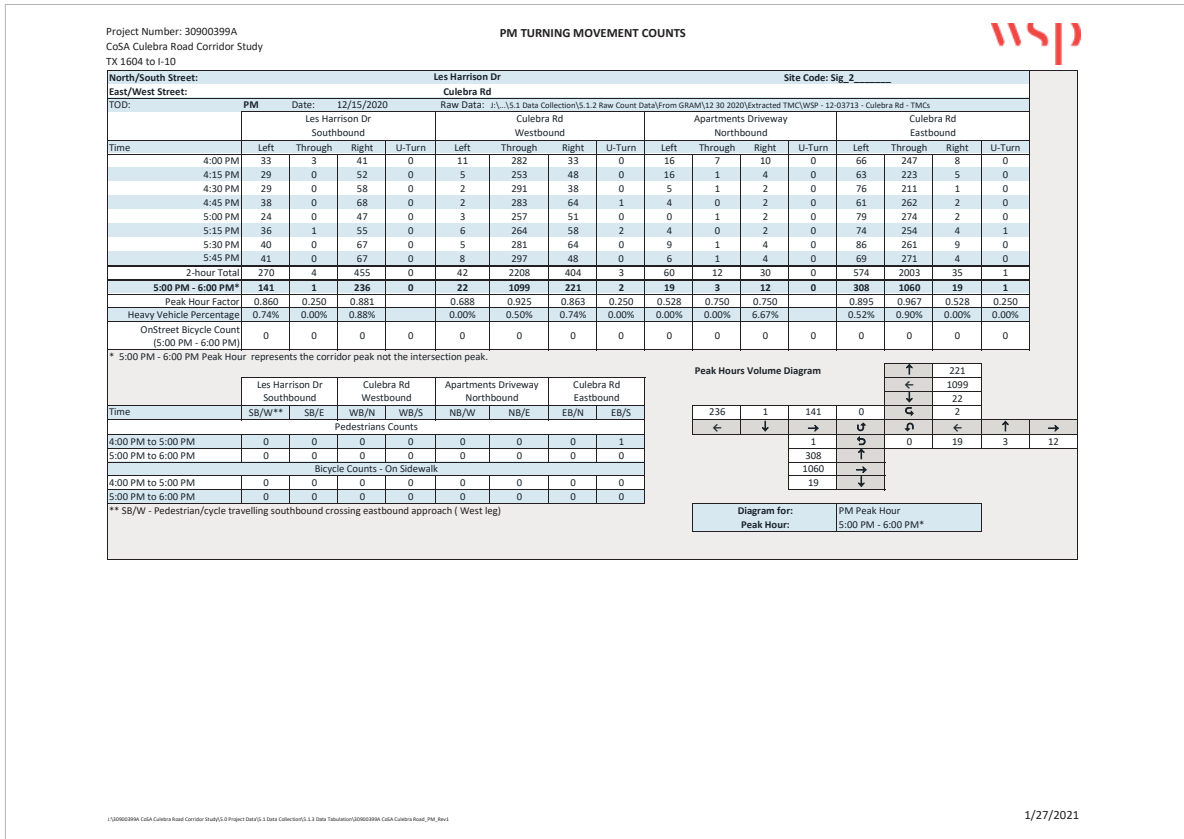 Project Number: 30900399A
PM TURNING MOVEMENT COUNTS
wsp
CoSA Culebra Road Corridor Study
TX 1604 to I-10
North/South Street: Les Harrison Dr Site Code: Sig_2_______
East/West Street: Culebra Rd
TOD: PM Date: 12/15/2020 Raw Data: J:\...\5.1 Data Collection\5.1.2 Raw Count Data\From GRAM\12 30 2020\Extracted TMC\WSP - 12-03713 - Culebra Rd - TMCs
Les Harrison Dr Culebra Rd Apartments Driveway Culebra Rd
Southbound Westbound Northbound Eastbound
Time Left Through Right U-Turn Left Through Right U-Turn Left Through Right U-Turn Left Through Right U-Turn
4:00 PM 33 3 41 0 11 282 33 0 16 7 10 0 66 247 8 0
4:15 PM 29 0 52 0 5 253 48 0 16 1 4 0 63 223 5 0
4:30 PM 29 0 58 0 2 291 38 0 5 1 2 0 76 211 1 0
4:45 PM 38 0 68 0 2 283 64 1 4 0 2 0 61 262 2 0
5:00 PM 24 0 47 0 3 257 51 0 0 1 2 0 79 274 2 0
5:15 PM 36 1 55 0 6 264 58 2 4 0 2 0 74 254 4 1
5:30 PM 40 0 67 0 5 281 64 0 9 1 4 0 86 261 9 0
5:45 PM 41 0 67 0 8 297 48 0 6 1 4 0 69 271 4 0
2-hour Total 270 4 455 0 42 2208 404 3 60 12 30 0 574 2003 35 1
5:00 PM - 6:00 PM* 141 1 236 0 22 1099 221 2 19 3 12 0 308 1060 19 1
Peak Hour Factor 0.860 0.250 0.881 0.688 0.925 0.863 0.250 0.528 0.750 0.750 0.895 0.967 0.528 0.250
Heavy Vehicle Percentage 0.74% 0.00% 0.88% 0.00% 0.50% 0.74% 0.00% 0.00% 0.00% 6.67% 0.52% 0.90% 0.00% 0.00%
OnStreet Bicycle Count
(5:00 PM - 6:00 PM) 0 0 0 0 0 0 0 0 0 0 0 0 0 0 0 0
* 5:00 PM - 6:00 PM Peak Hour represents the corridor peak not the intersection peak.
Les Harrison Dr Culebra Rd Apartments Driveway Culebra Rd
Southbound Westbound Northbound Eastbound
Time SB/W** SB/E WB/N WB/S NB/W NB/E EB/N EB/S
Pedestrians Counts
4:00 PM to 5:00 PM 0 0 0 0 0 0 0 1
5:00 PM to 6:00 PM 0 0 0 0 0 0 0 0
Bicycle Counts - On Sidewalk
4:00 PM to 5:00 PM 0 0 0 0 0 0 0 0
5:00 PM to 6:00 PM 0 0 0 0 0 0 0 0
** SB/W - Pedestrian/cycle travelling southbound crossing eastbound approach ( West leg)
Peak Hours Volume Diagram
↑ 221
← 1099
↓ 22
236 1 141 0 2
← ↓ → ← ↑ →
1 0 19 3 12
308 ↑
1060 →
19 ↓
Diagram for: PM Peak Hour
Peak Hour: 5:00 PM - 6:00 PM*
J:\30900399A CoSA Culebra Road Corridor Study\5.0 Project Data\5.1 Data Collection\5.1.3 Data Tabulation\30900399A CoSA Culebra Road_PM_Rev1
1/27/2021